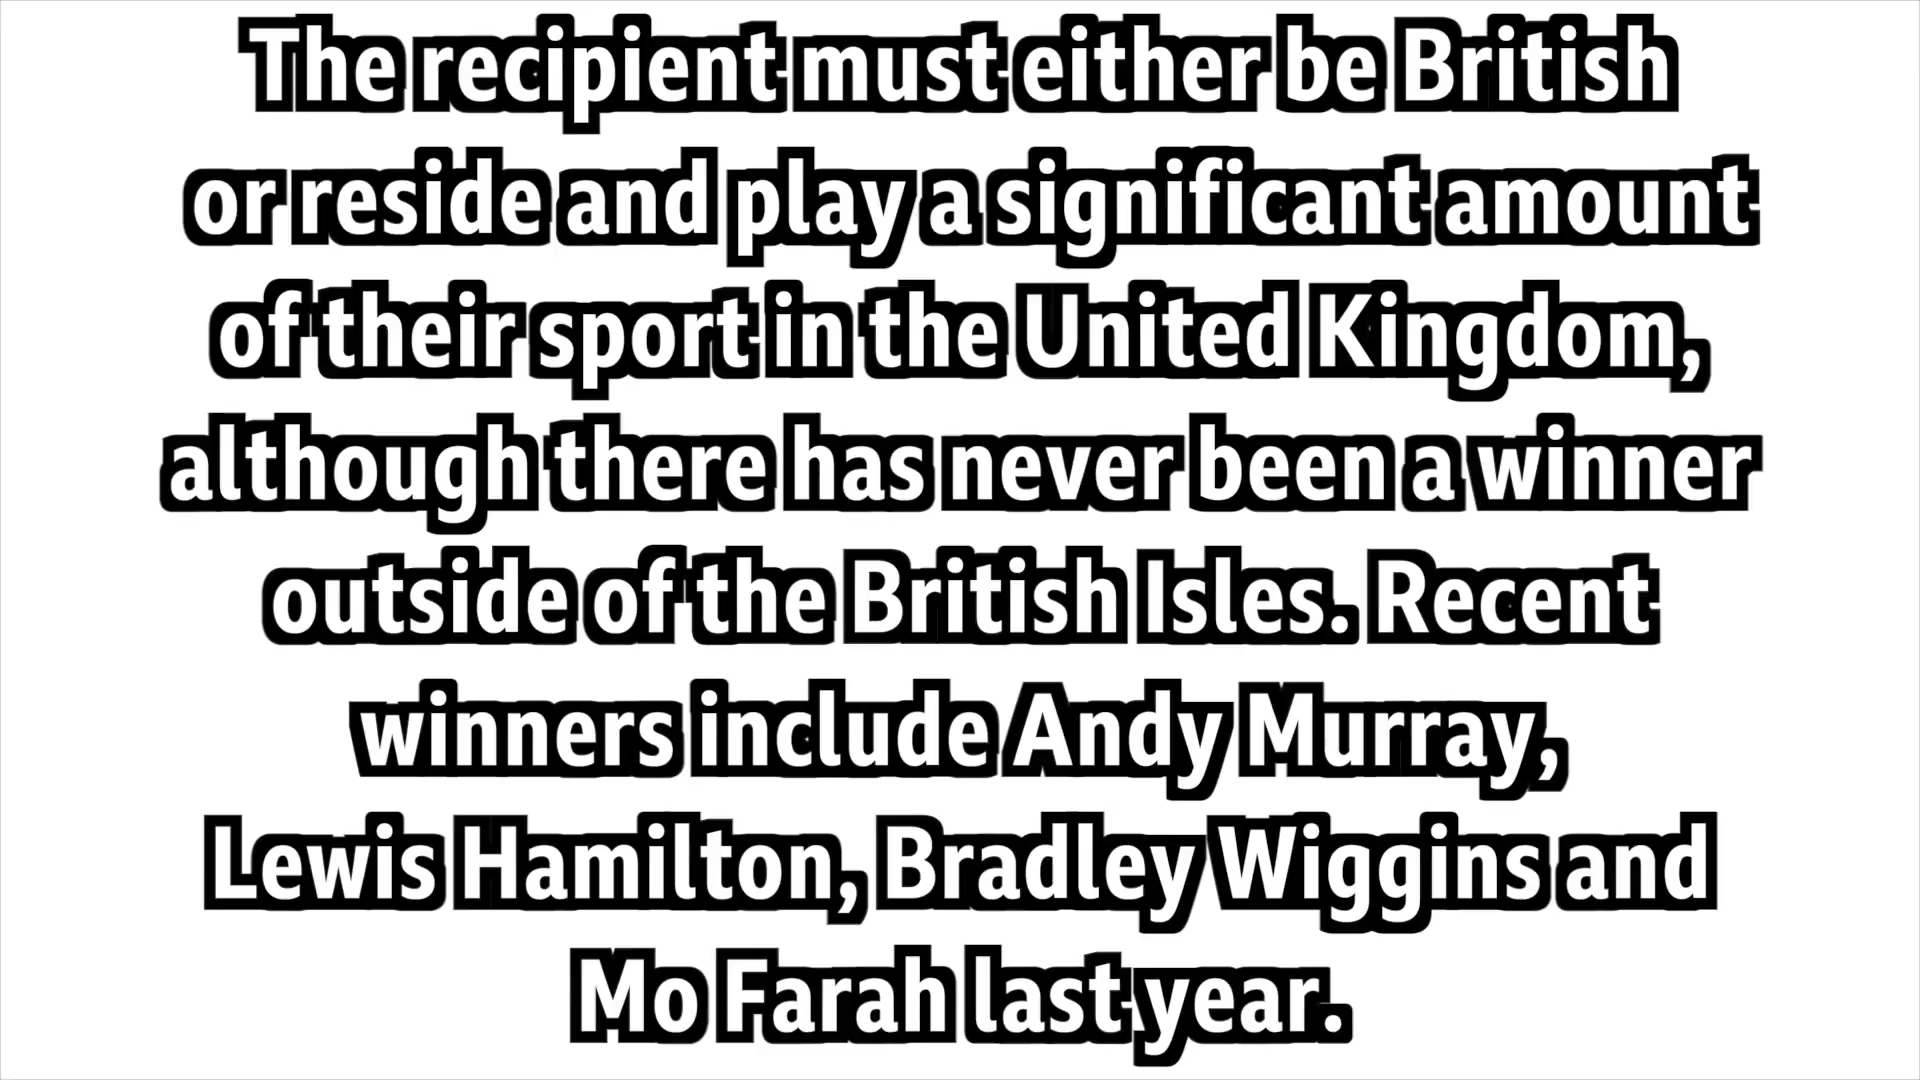 The recipient must either be British
or reside and play a significant amount
of their sport in the United Kingdom,
although there has never been a winner
outside of the British Isles. Recent
winners include Andy Murray,
Lewis Hamilton, Bradley Wiggins and
Mo Farah last year.